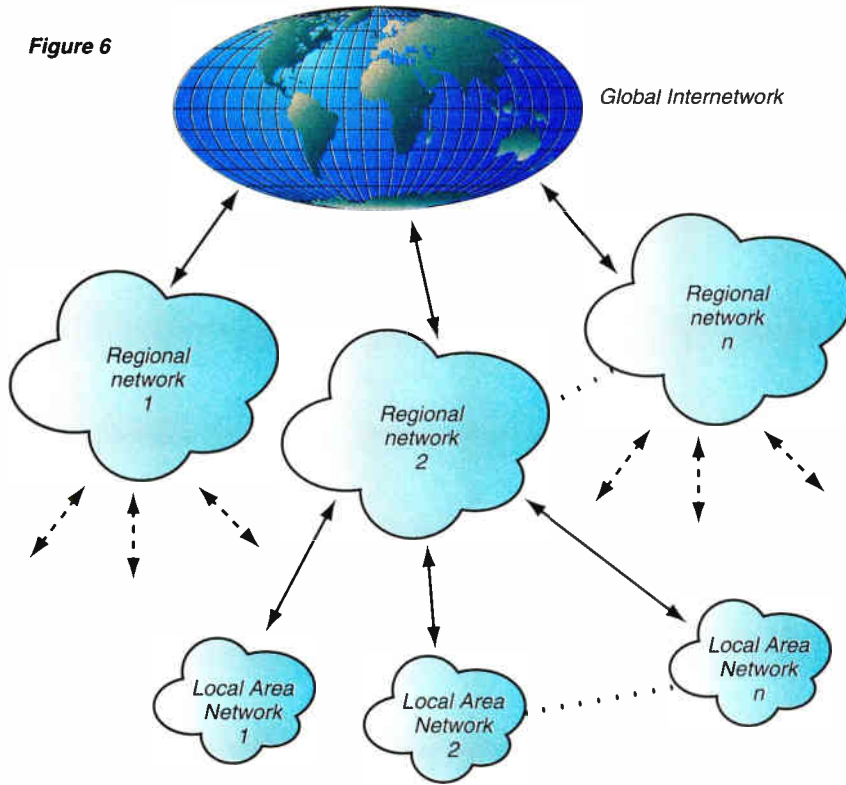 Figure 6
Global Internetwork
Regional
network
1
Regional
network
2
Regional
network
n
Local Area
Network
1
Local Area
Network
2
Local Area
Network
n